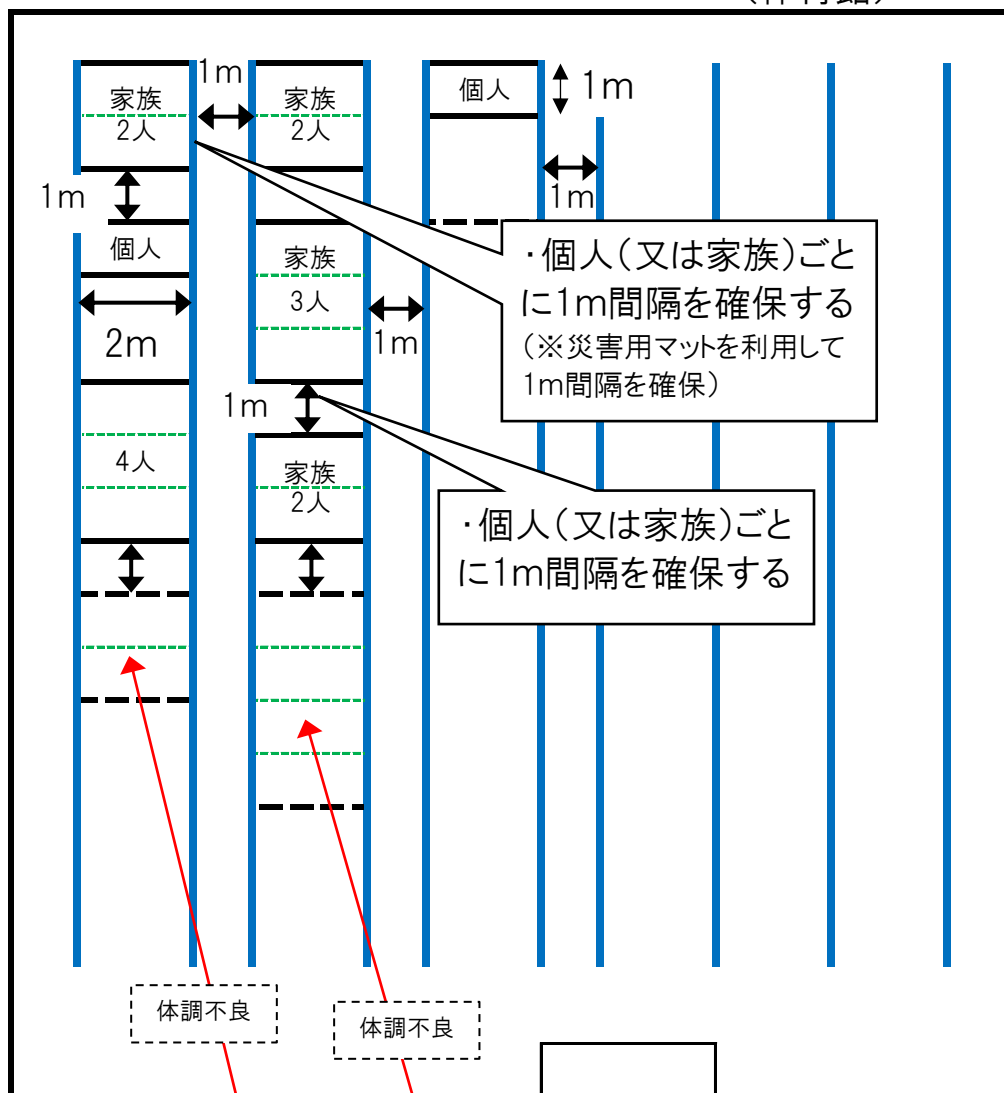 1m
家族
2人
家族
2人
個人
1m
1m
1m
個人
家族
3人
2m
1m
・個人(又は家族)ごと
に1m間隔を確保する
(※災害用マットを利用して
1m間隔を確保)
1m
4人
家族
2人
・個人(又は家族)ごと
に1m間隔を確保する
体調不良
体調不良